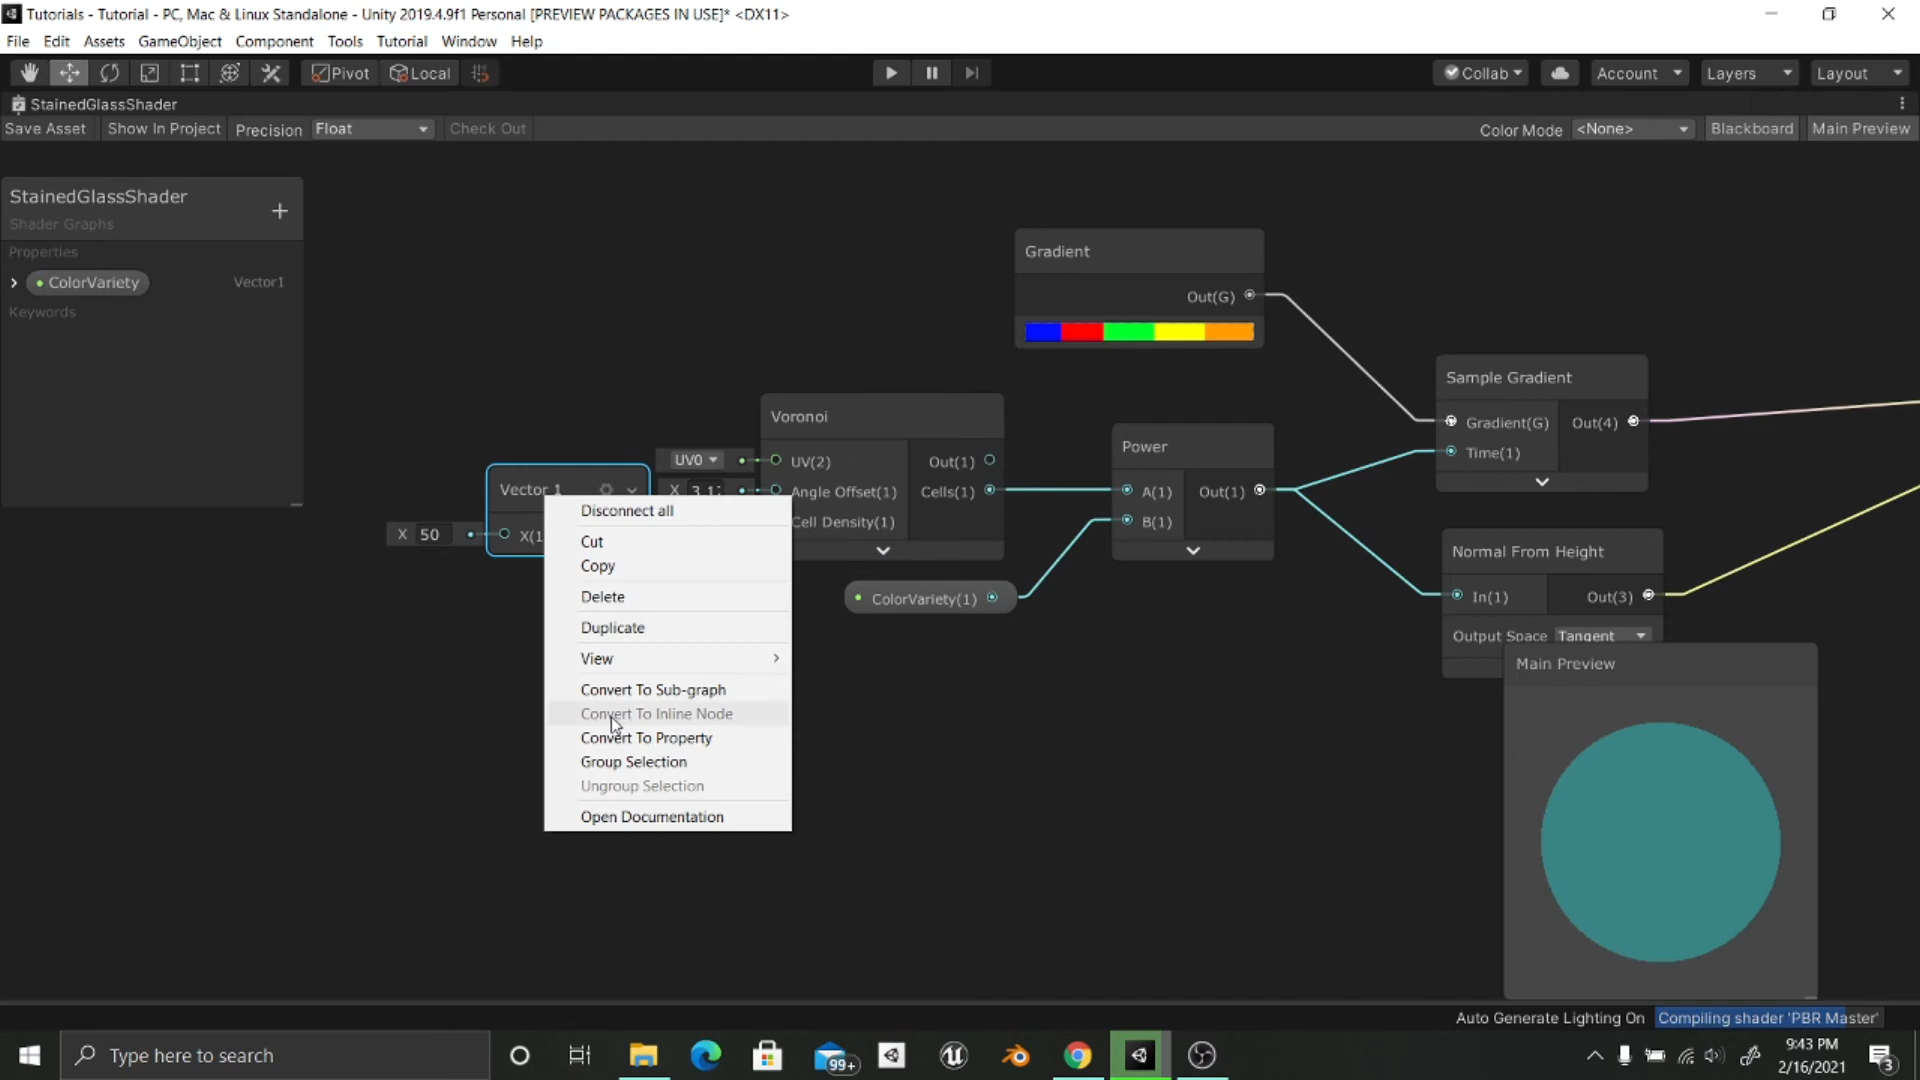 Tutorials - Tutorial - PC, Mac & Linux Standalone - Unity 2019.4.9f1 Personal [PREVIEW PACKAGES IN USE]* <DX11>
File Edit Assets GameObject Component Tools Tutorial Window Help
Pivot Local Collab Account Layers Layout
StainedGlassShader
Save Asset Show In Project Precision Float Check Out Color Mode <None> Blackboard Main Preview
StainedGlassShader
Shader Graphs
Properties
ColorVariety Vector1
Keywords
Gradient
Out(G)
Sample Gradient
Gradient(G) Out(4)
Time(1)
Voronoi
UV0 UV(2) Out(1)
Angle Offset(1) Cells(1)
Cell Density(1)
Power
A(1) Out(1)
B(1)
Vector 1
X 50
ColorVariety(1)
Normal From Height
In(1) Out(3)
Output Space Tangent
Disconnect all
Cut
Copy
Delete
Duplicate
View
Convert To Sub-graph
Convert To Inline Node
Convert To Property
Group Selection
Ungroup Selection
Open Documentation
Main Preview
Auto Generate Lighting On Compiling shader 'PBR Master'
Type here to search
99+
9:43 PM
2/16/2021
3